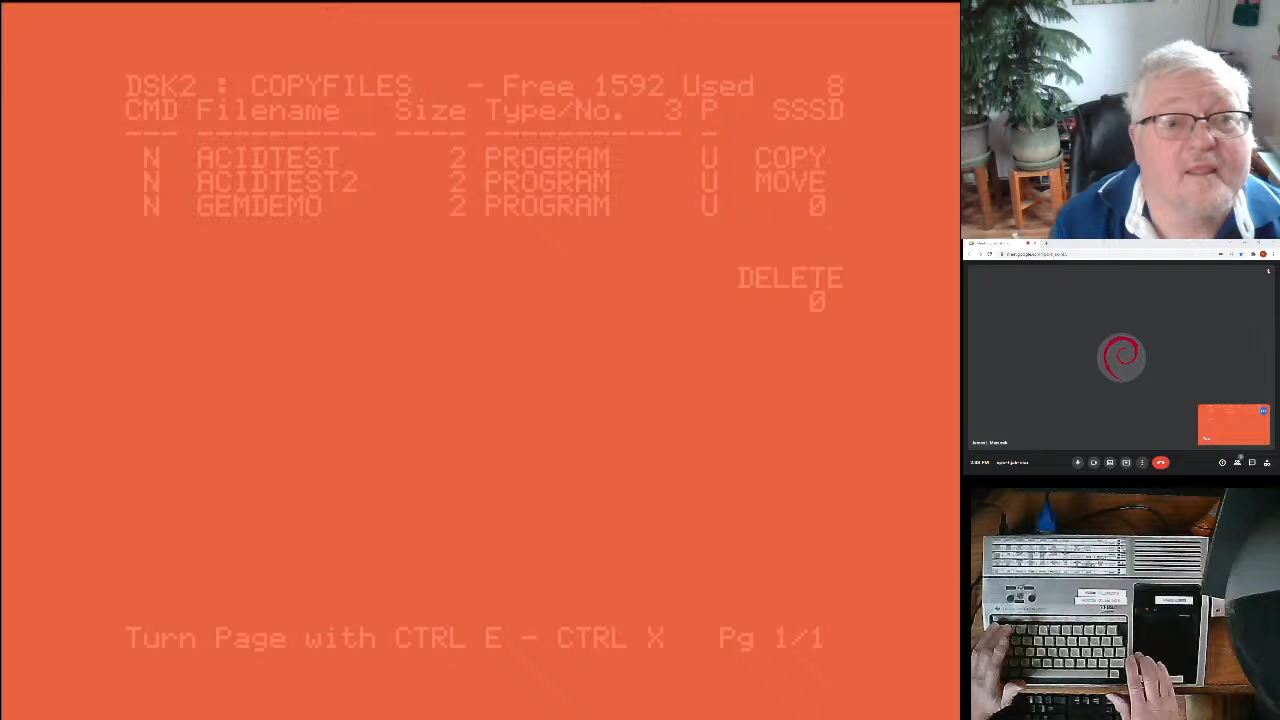 DSK2 : COPYFILES - Free 1592 Used 8
CMD Filename Size Type/No. 3 P SSSD
--- ---------- ---- ----------- -
N ACIDTEST 2 PROGRAM U COPY
N ACIDTEST2 2 PROGRAM U MOVE
N GEMDEMO 2 PROGRAM U 0
DELETE
0
Turn Page with CTRL E - CTRL X Pg 1/1